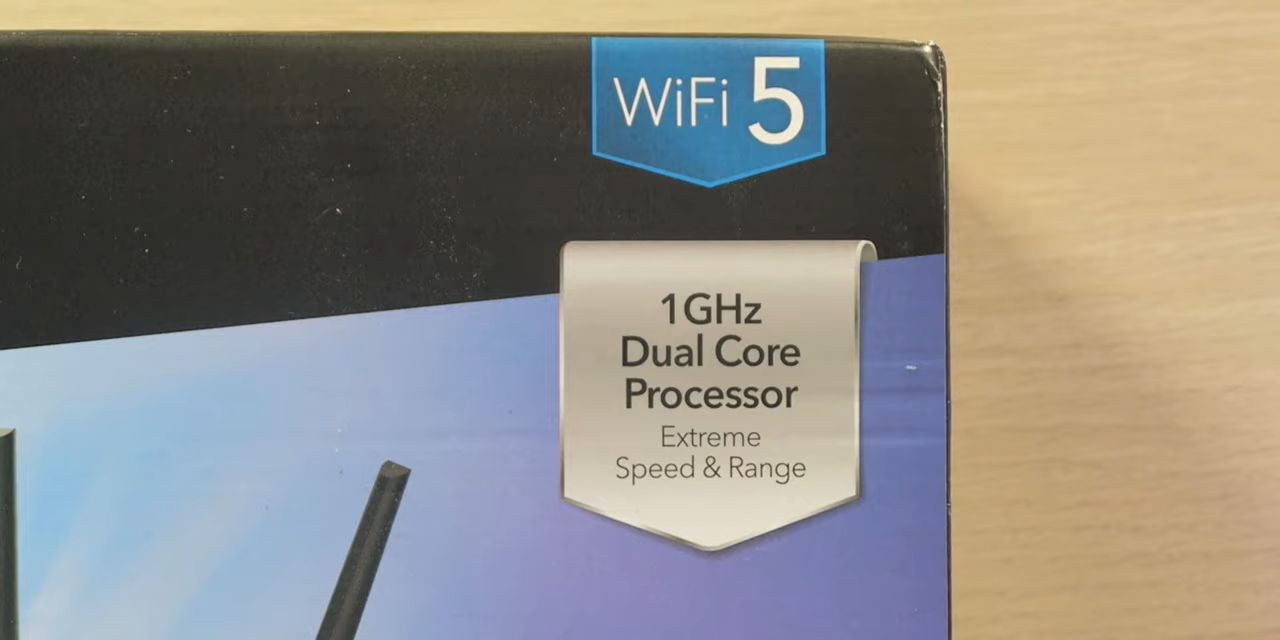 WiFi 5
1GHz
Dual Core
Processor
Extreme
Speed & Range